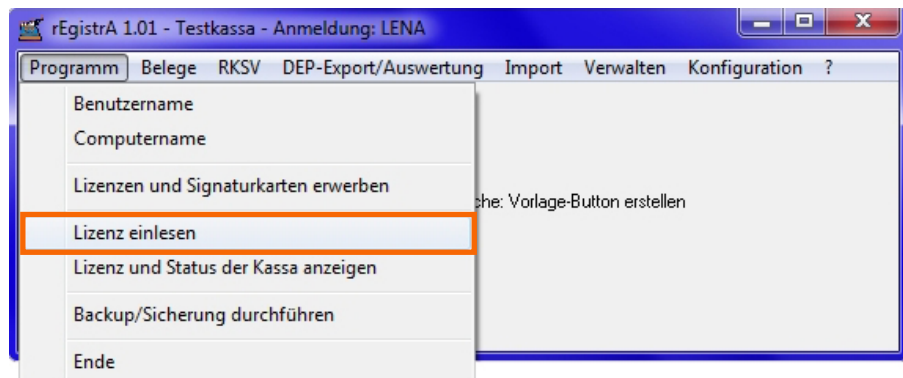 rEgistrA 1.01 - Testkassa - Anmeldung: LENA
Programm Belege RKSV DEP-Export/Auswertung Import Verwalten Konfiguration ?
Benutzername
Computername
Lizenzen und Signaturkarten erwerben
Vorlage-Button erstellen
Lizenz einlesen
Lizenz und Status der Kassa anzeigen
Backup/Sicherung durchführen
Ende